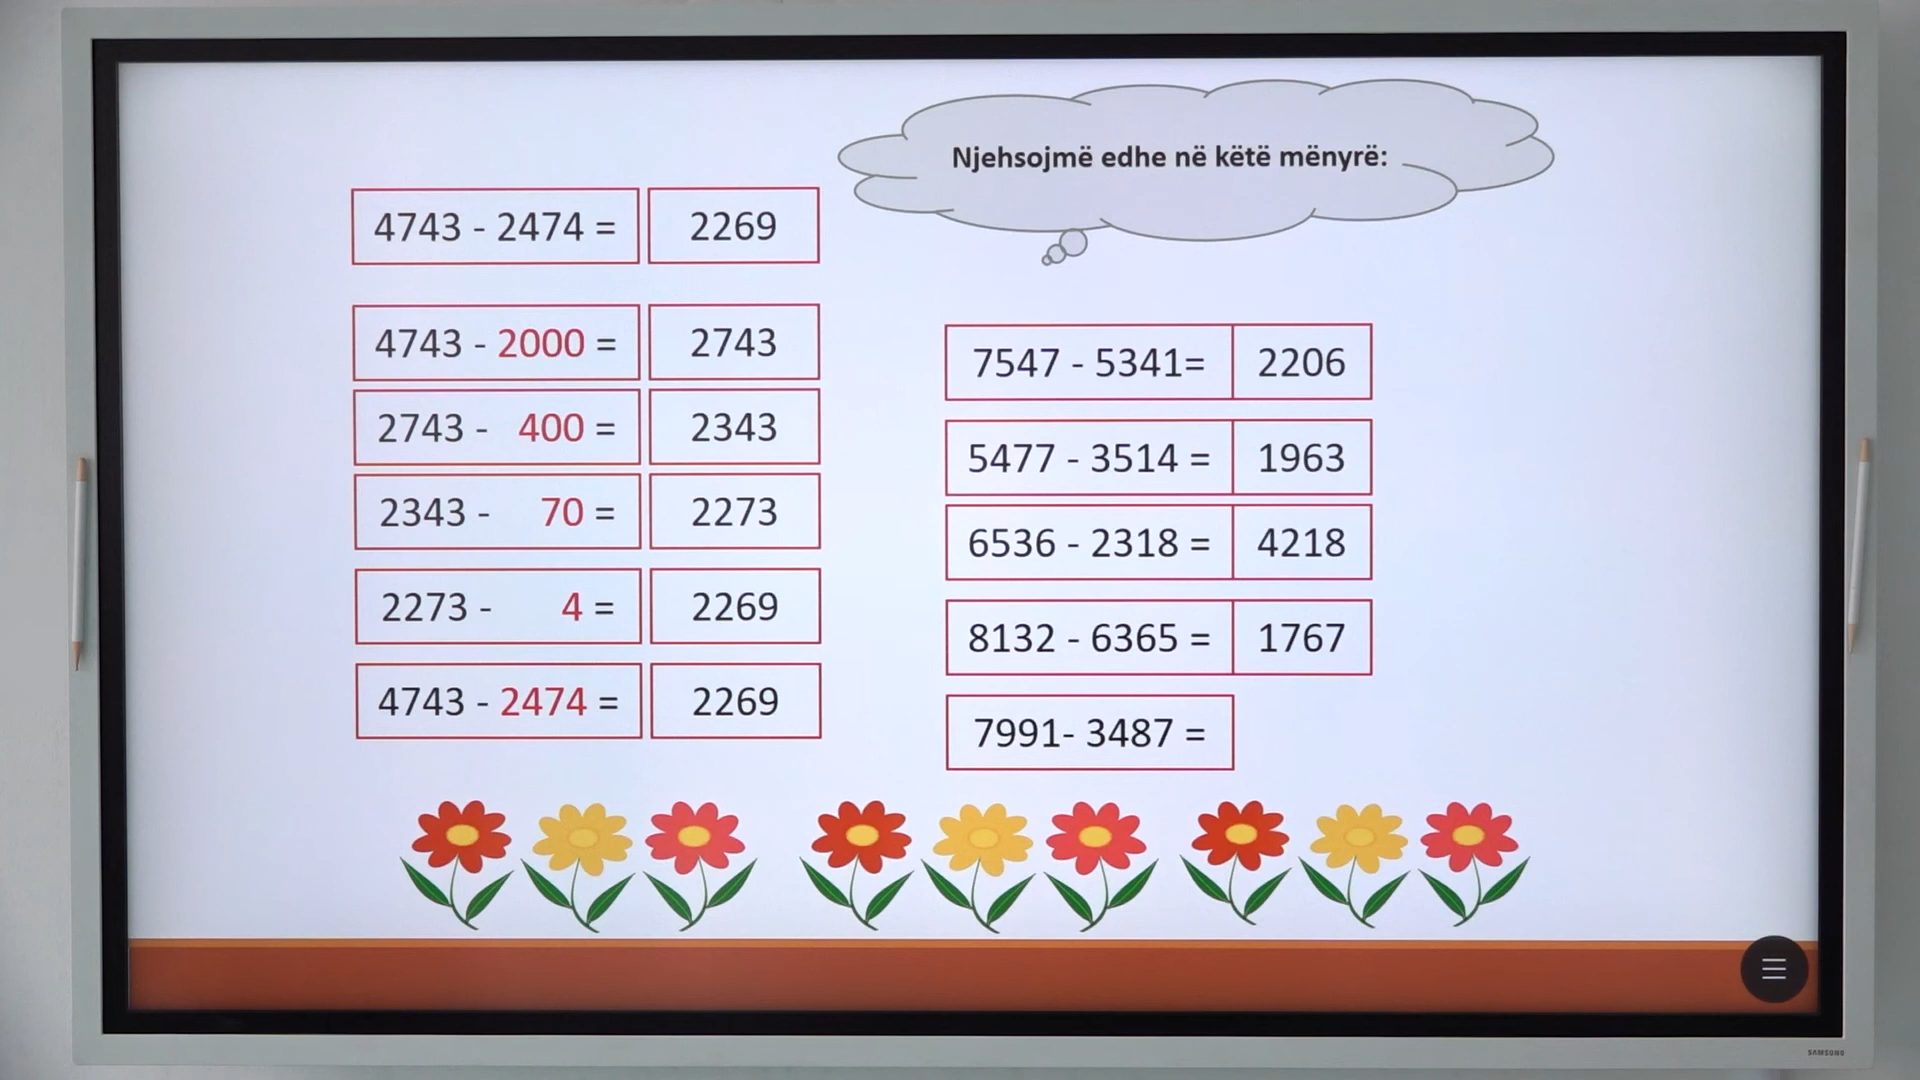 Njehsojmë edhe në këtë mënyrë:
4743 - 2474 = 2269
4743 - 2000 = 2743
2743 - 400 = 2343
2343 - 70 = 2273
2273 - 4 = 2269
4743 - 2474 = 2269
7547 - 5341= 2206
5477 - 3514 = 1963
6536 - 2318 = 4218
8132 - 6365 = 1767
7991- 3487 =
SAMSUNG